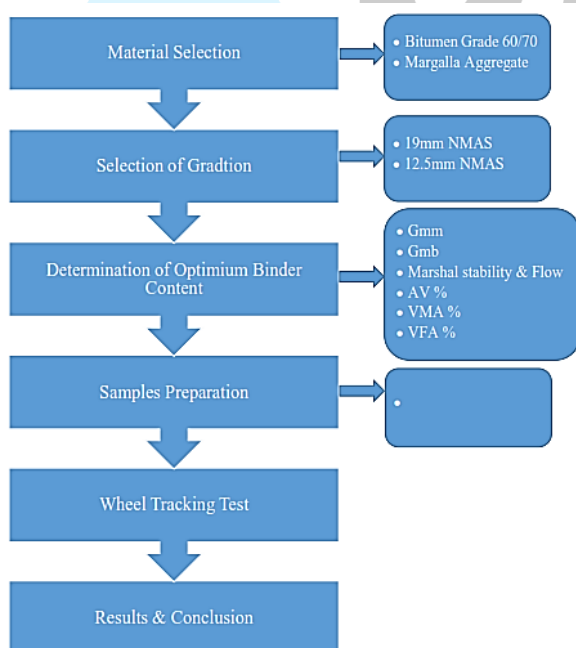 Material Selection
• Bitumen Grade 60/70
• Margalla Aggregate
Selection of Gradtion
• 19mm NMAS
• 12.5mm NMAS
Determination of Optimium Binder
Content
• Gmm
• Gmb
• Marshal stability & Flow
• AV %
• VMA %
• VFA %
Samples Preparation
•
Wheel Tracking Test
Results & Conclusion